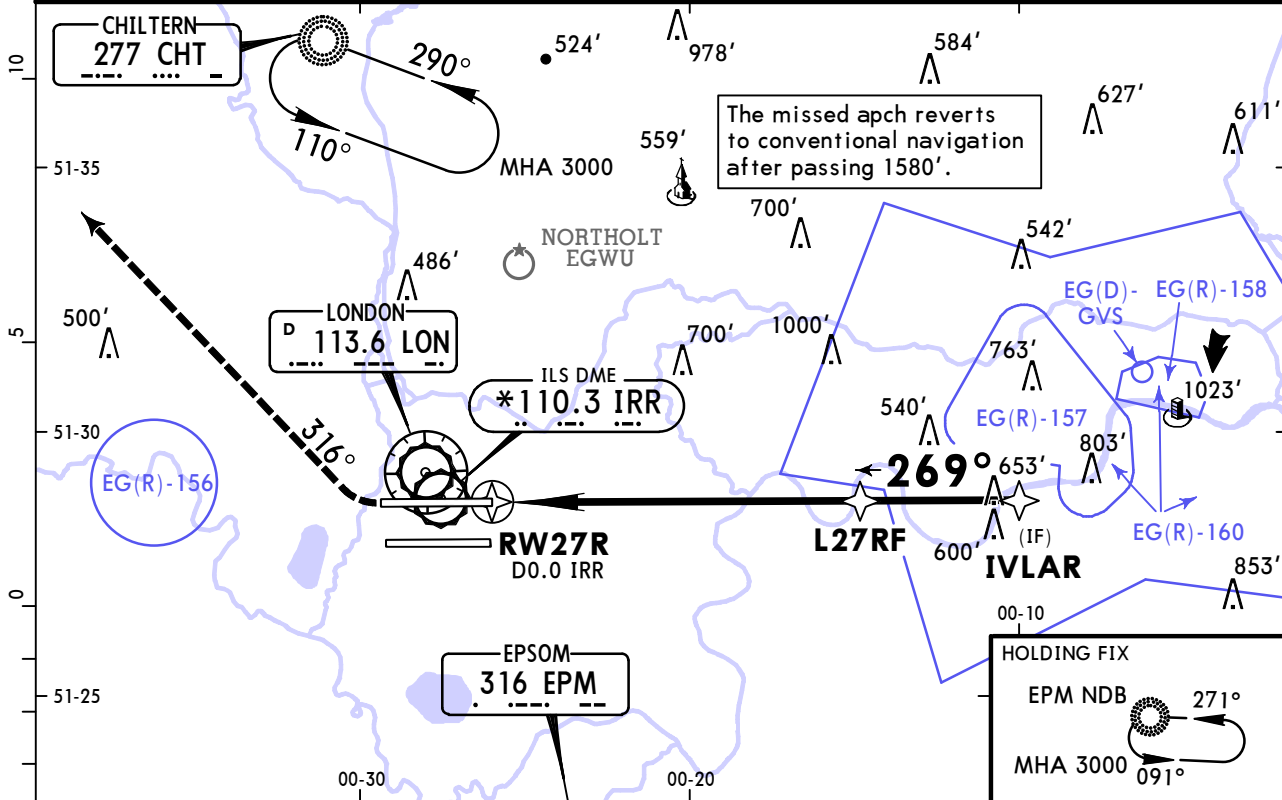 CHILTERN
277 CHT
290°
110°
MHA 3000
524'
978'
584'
627'
611'
The missed apch reverts
to conventional navigation
after passing 1580'.
559'
10
51-35
700'
542'
NORTHOLT
EGWU
486'
EG(D)-
GVS
EG(R)-158
LONDON
D
113.6 LON
500'
5
700'
1000'
763'
1023'
ILS DME
*110.3 IRR
316°
51-30
540'
EG(R)-157
803'
EG(R)-156
269°
653'
RW27R
D0.0 IRR
L27RF
600'
(IF)
IVLAR
EG(R)-160
853'
0
00-10
EPSOM
316 EPM
51-25
HOLDING FIX
EPM NDB
271°
MHA 3000
091°
00-30
00-20